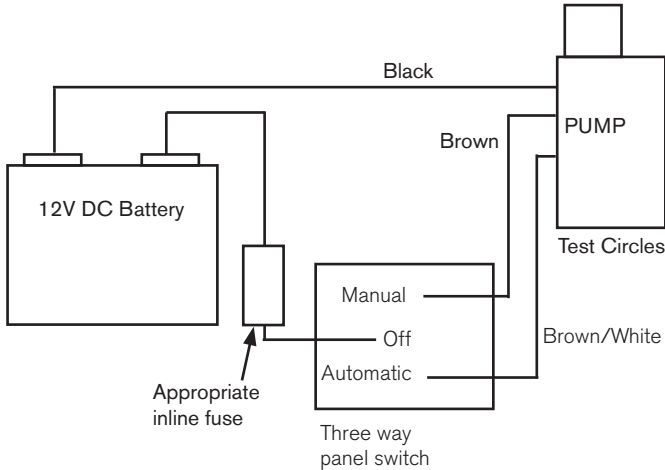 Black
Brown
PUMP
12V DC Battery
Test Circles
Manual
Off
Automatic
Brown/White
Appropriate
inline fuse
Three way
panel switch